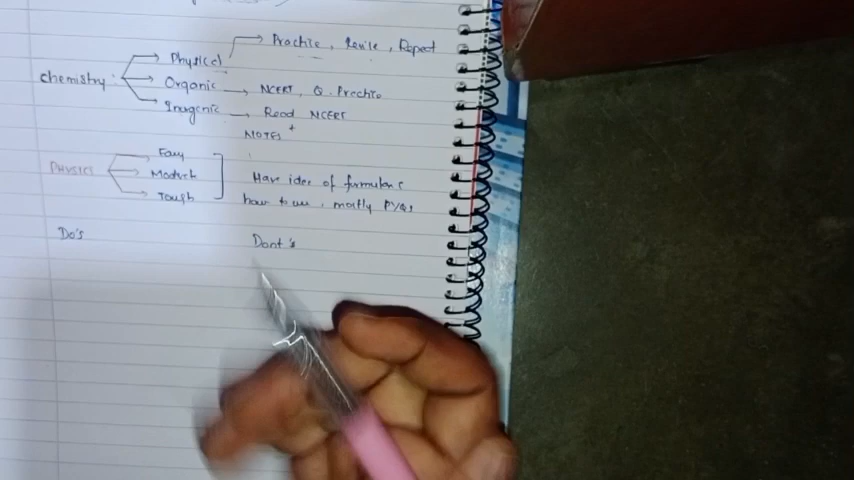 Practice, Revise, Repeat
Physical
Chemistry :
Organic → NCERT, Q. Practice
Inorganic → Read NCERT
NOTES +
PHYSICS
Easy
Have idea of formulae &
Tough
how to use, mostly PYQs
Do's Dont's